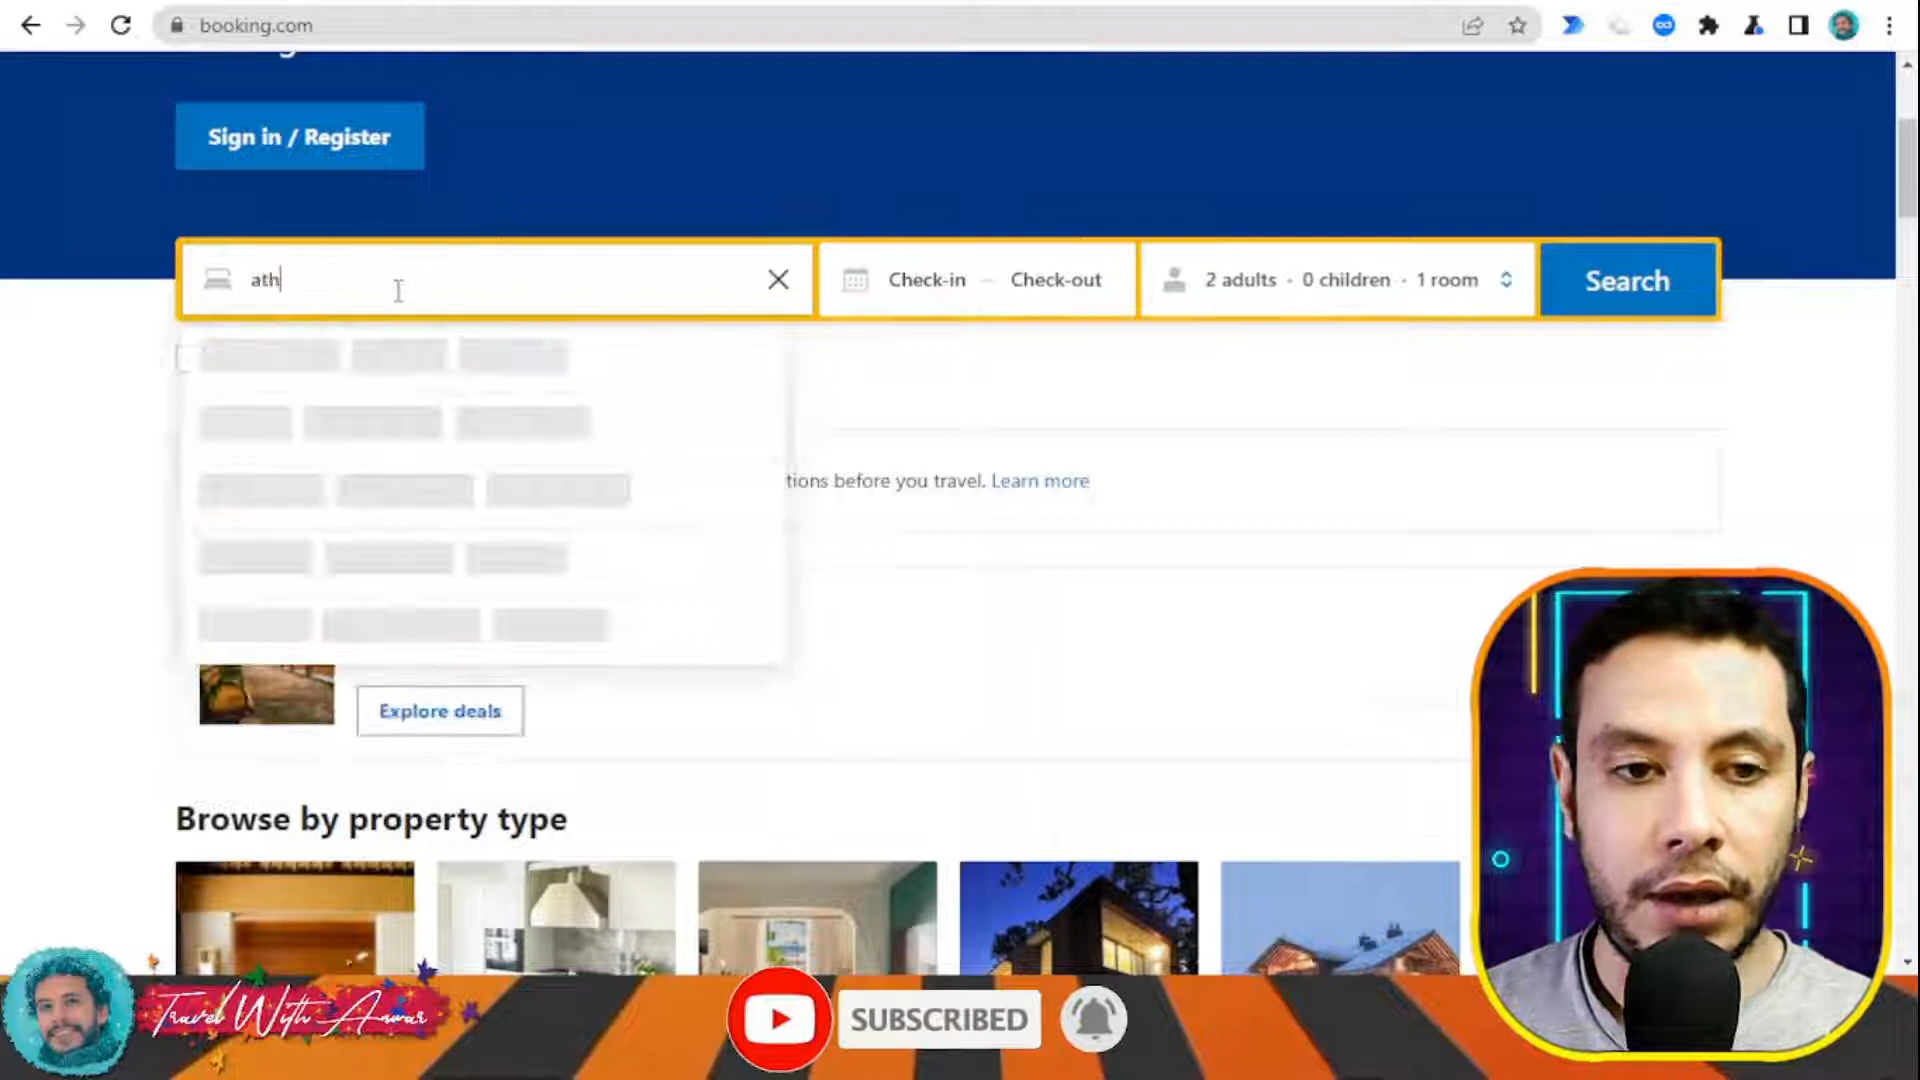 booking.com
Sign in / Register
ath
Check-in — Check-out
2 adults · 0 children · 1 room
Search
tions before you travel. Learn more
Explore deals
Browse by property type
Travel With Anwar
SUBSCRIBED